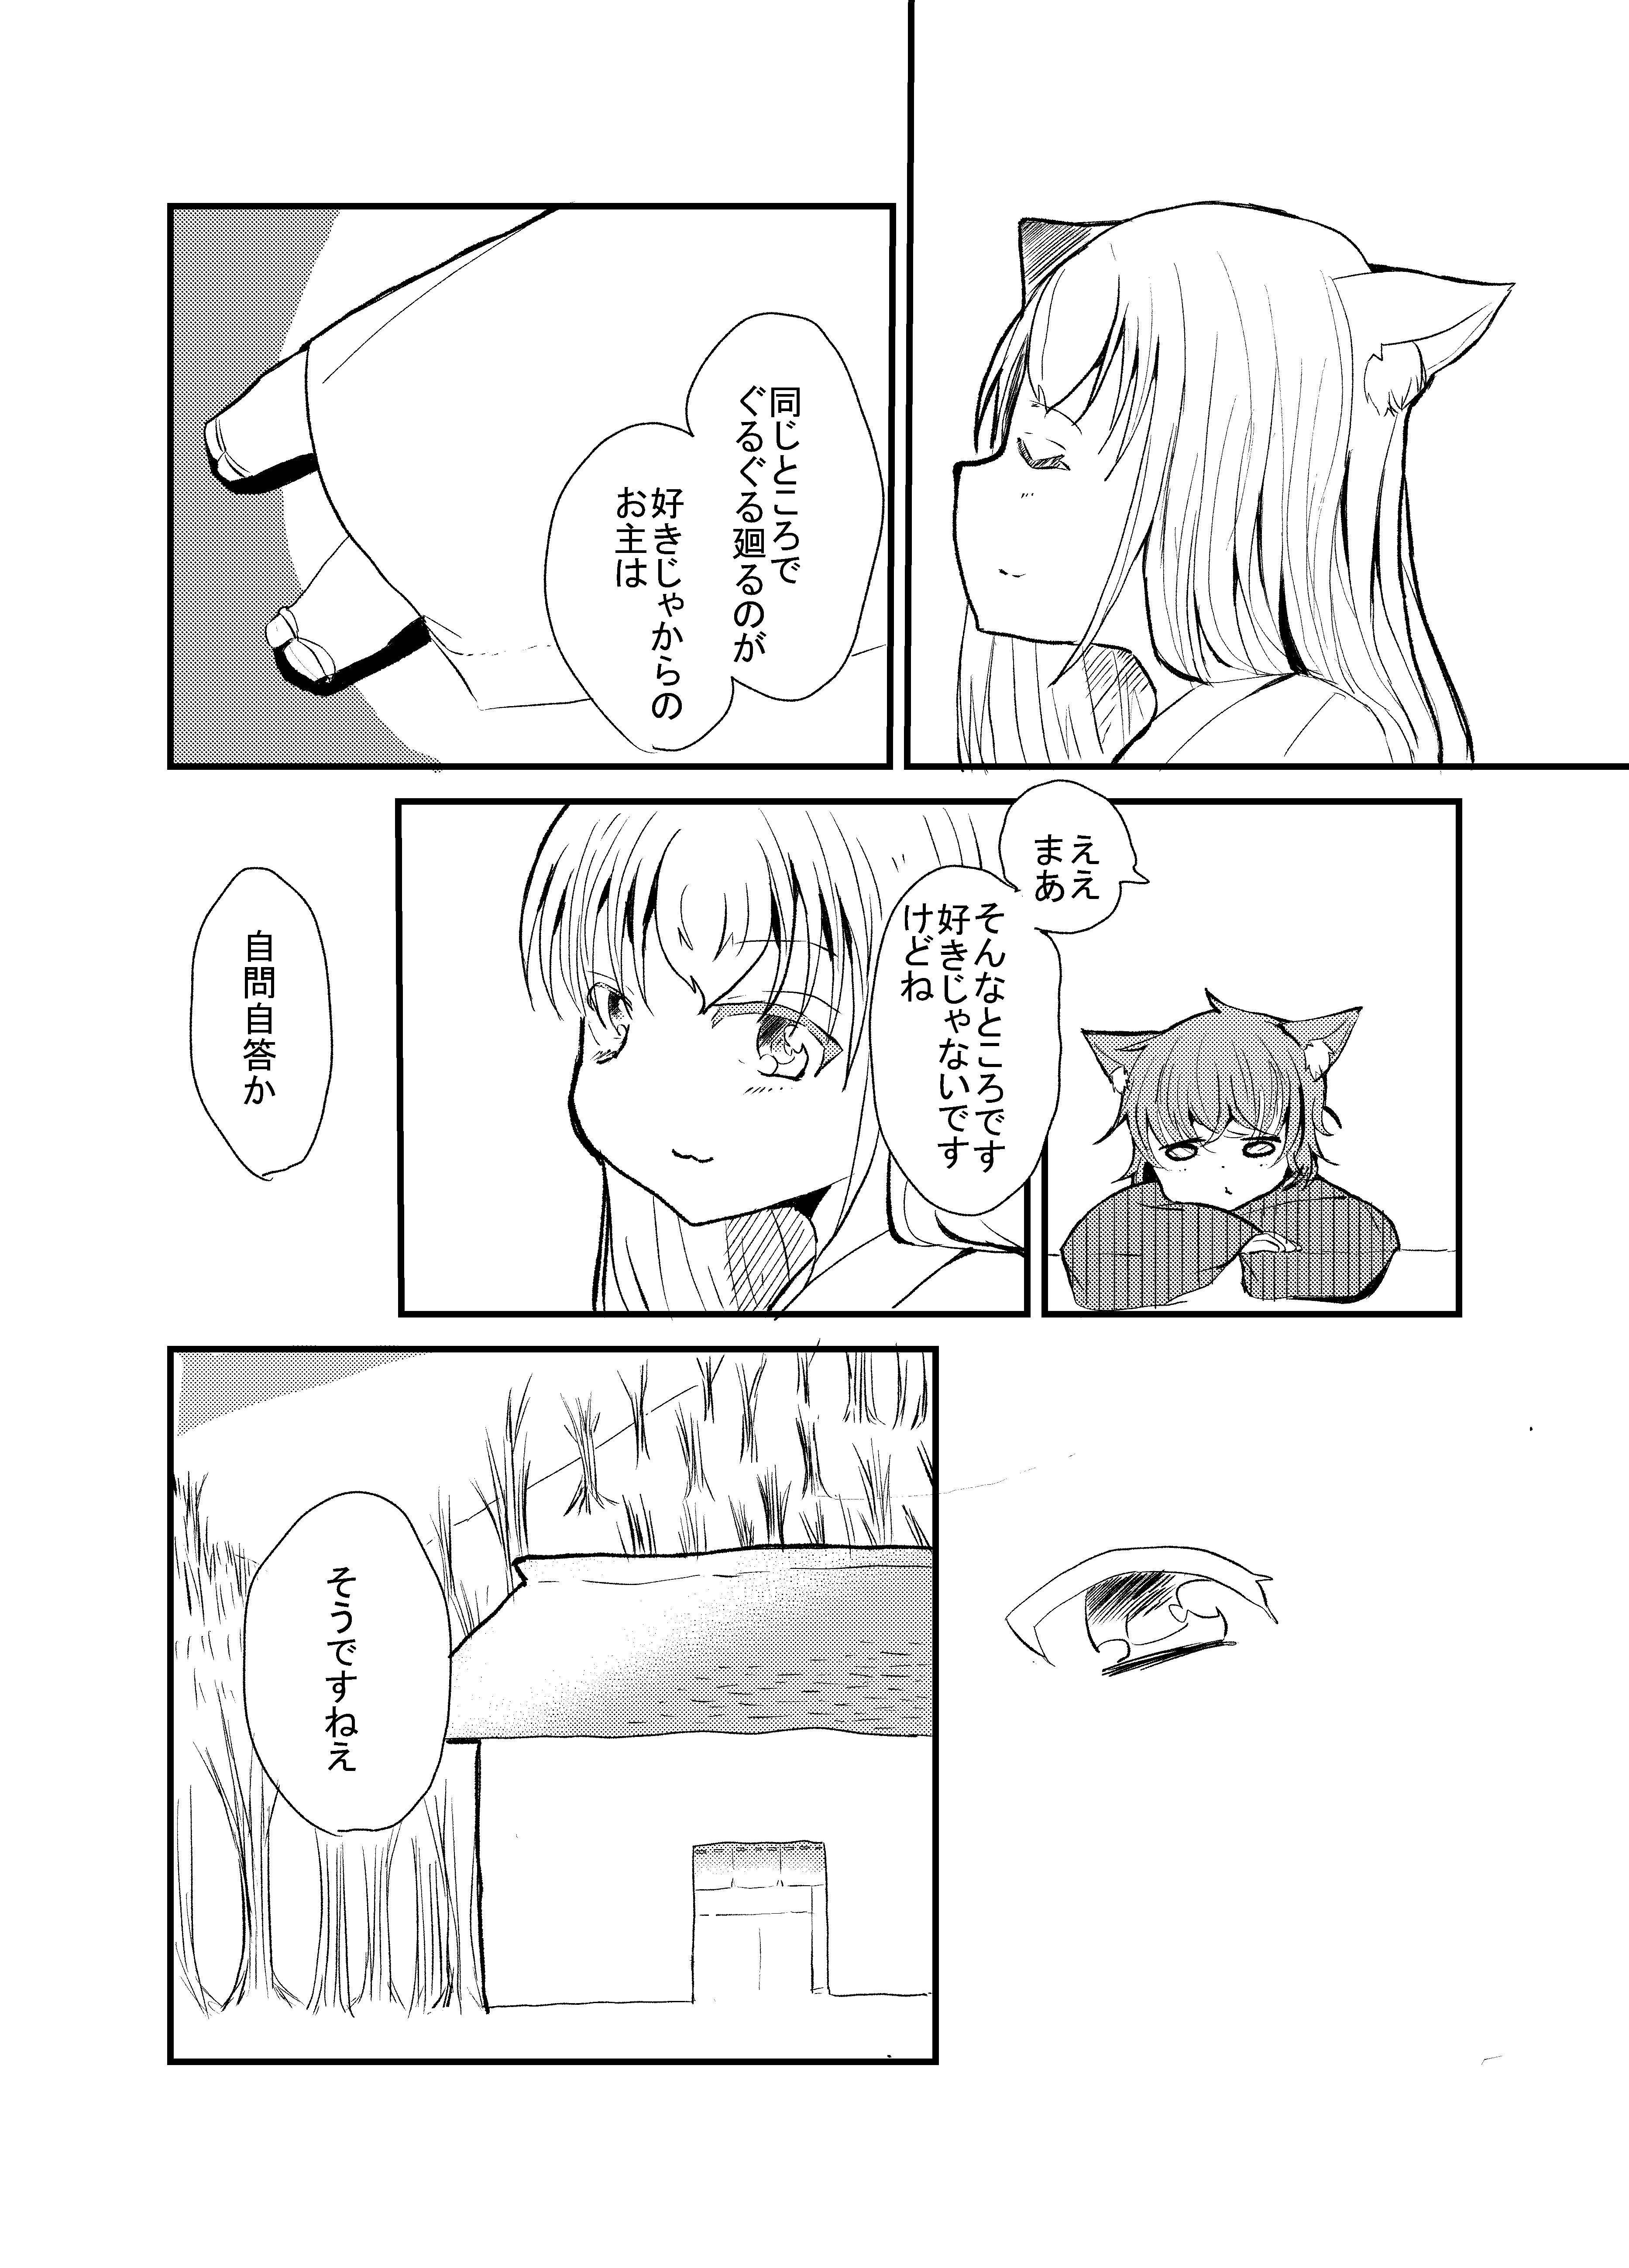 同じところで
ぐるぐる廻るのが
好きじゃからの
お主は
ええ
まあ
そんなところです
好きじゃないです
けどね
自問自答か
そうですねえ